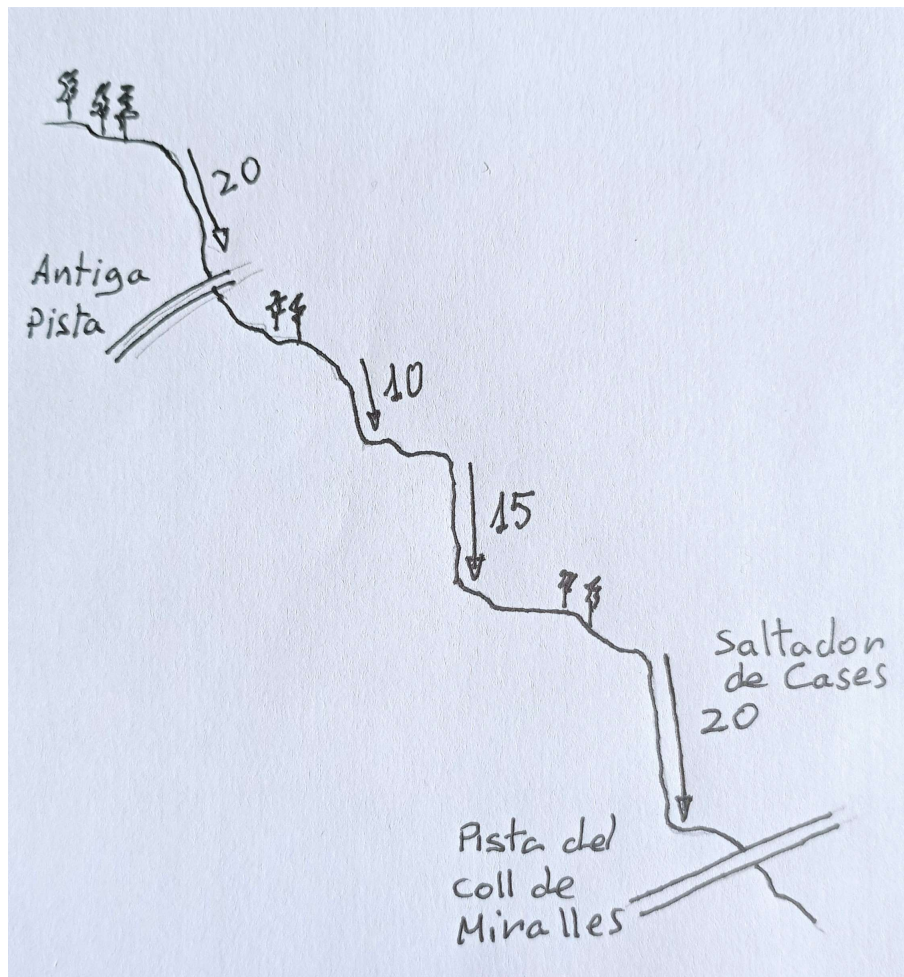 20
Antiga
Pista
10
15
Saltador
de Cases
20
Pista del
coll de
Miralles